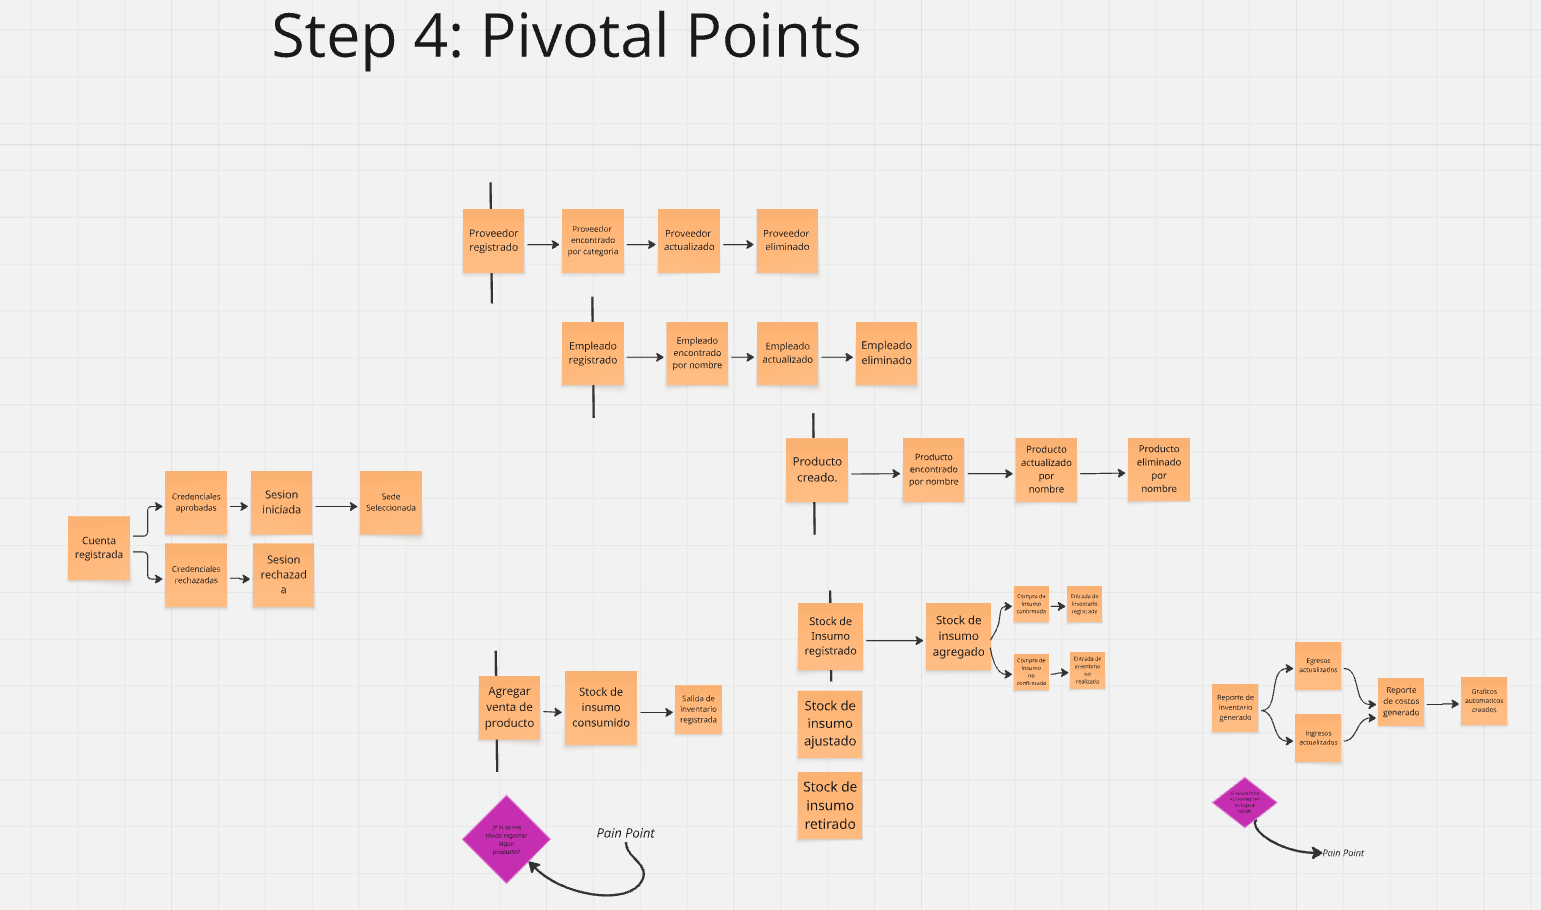 Step 4: Pivotal Points
Proveedor
registrado
Proveedor
encontrado
por categoria
Proveedor
actualizado
Proveedor
eliminado
Empleado
registrado
Empleado
encontrado
por nombre
Empleado
actualizado
Empleado
eliminado
Producto
creado.
Producto
encontrado
por nombre
Producto
actualizado
por
nombre
Producto
eliminado
por
nombre
Cuenta
registrada
Credenciales
aprobadas
Sesion
iniciada
Sede
Seleccionada
Credenciales
rechazadas
Sesion
rechazad
a
Stock de
Insumo
registrado
Stock de
insumo
agregado
Compra de
insumo
confirmada
Entrada de
inventario
registrada
Compra de
insumo
no
confirmada
Entrada de
inventario
no
realizada
Stock de
insumo
ajustado
Stock de
insumo
retirado
Agregar
venta de
producto
Stock de
insumo
consumido
Salida de
inventario
registrada
¿Y si se me
olvida registrar
algun
producto?
Pain Point
Reporte de
inventario
generado
Egresos
actualizados
Ingresos
actualizados
Reporte
de costos
generado
Graficos
automaticos
creados
Pain Point